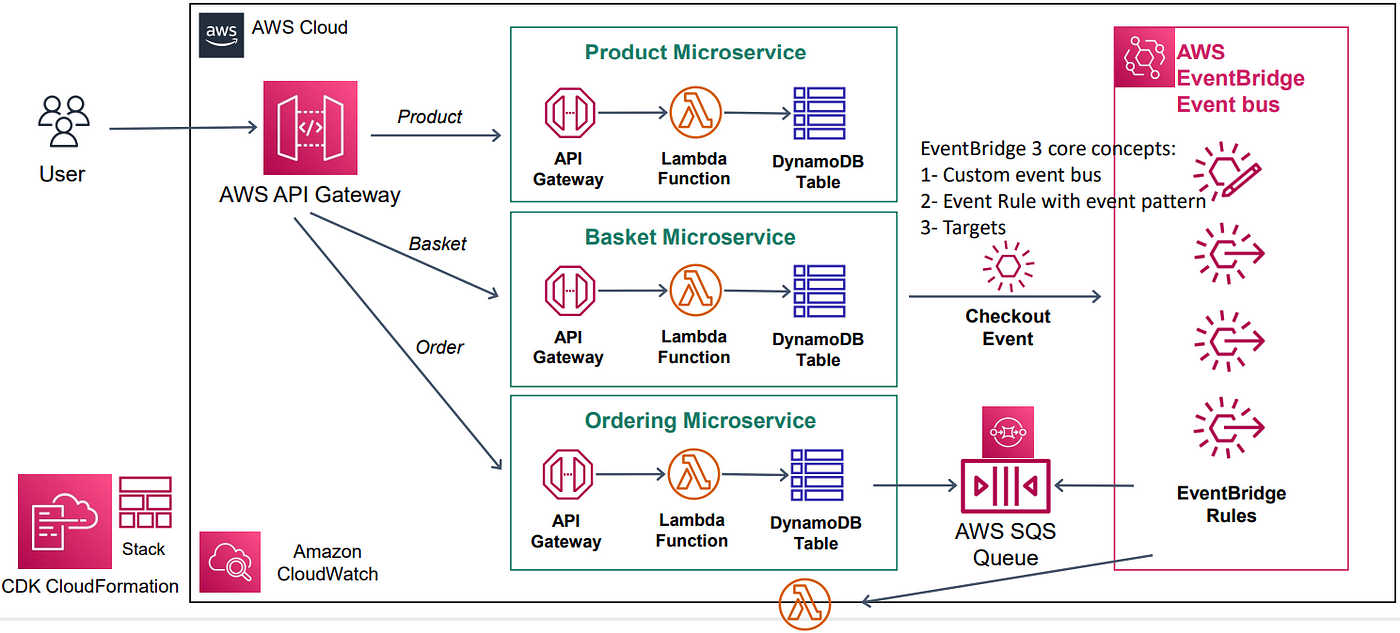 aws
AWS Cloud
User
AWS API Gateway
Product
Basket
Order
Product Microservice
API
Gateway
Lambda
Function
DynamoDB
Table
Basket Microservice
API
Gateway
Lambda
Function
DynamoDB
Table
Ordering Microservice
API
Gateway
Lambda
Function
DynamoDB
Table
EventBridge 3 core concepts:
1- Custom event bus
2- Event Rule with event pattern
3- Targets
Checkout
Event
AWS SQS
Queue
AWS
EventBridge
Event bus
EventBridge
Rules
Stack
CDK CloudFormation
Amazon
CloudWatch